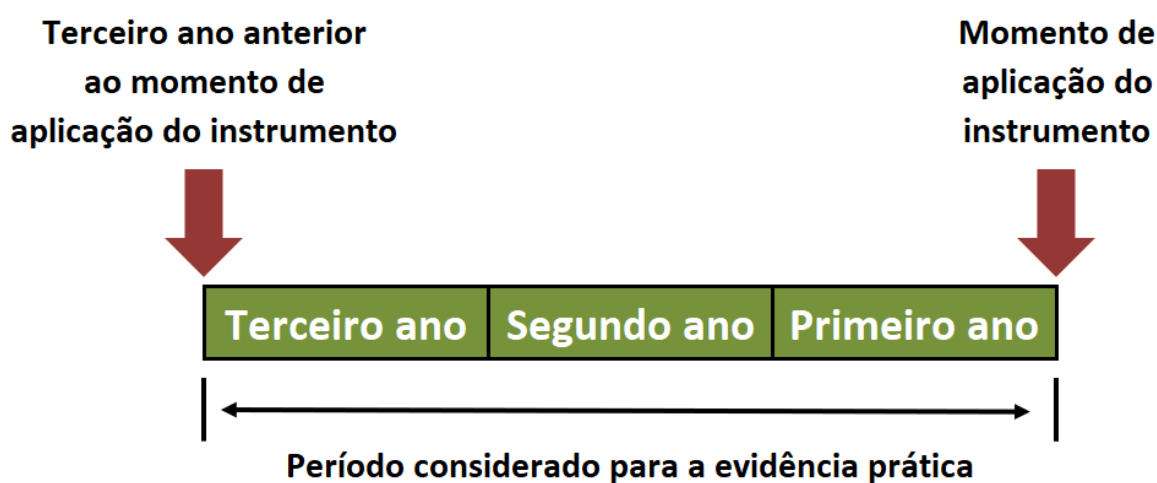 Terceiro ano anterior
ao momento de
aplicação do instrumento
Momento de
aplicação do
instrumento
Terceiro ano
Segundo ano
Primeiro ano
Período considerado para a evidência prática